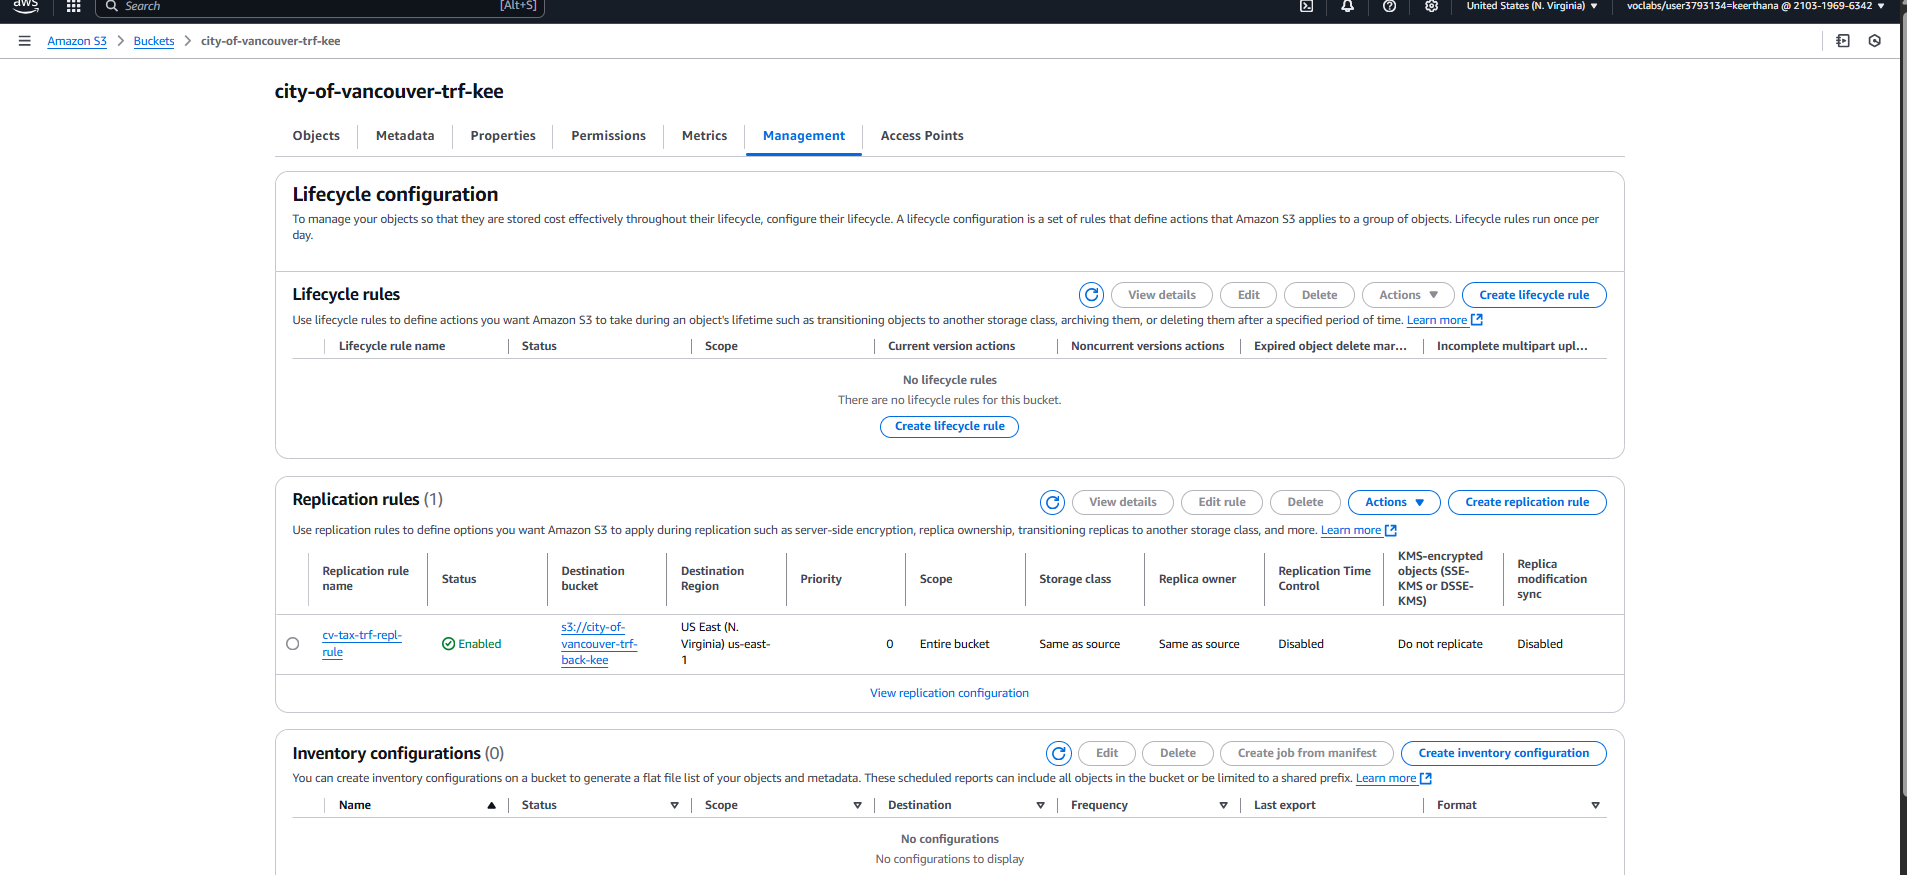 aws
Search [Alt+S] United States (N. Virginia) voclabs/user3793134=keerthana @ 2103-1969-6342
Amazon S3 > Buckets > city-of-vancouver-trf-kee
city-of-vancouver-trf-kee
Objects Metadata Properties Permissions Metrics Management Access Points
Lifecycle configuration
To manage your objects so that they are stored cost effectively throughout their lifecycle, configure their lifecycle. A lifecycle configuration is a set of rules that define actions that Amazon S3 applies to a group of objects. Lifecycle rules run once per
day.
Lifecycle rules View details Edit Delete Actions Create lifecycle rule
Use lifecycle rules to define actions you want Amazon S3 to take during an object's lifetime such as transitioning objects to another storage class, archiving them, or deleting them after a specified period of time. Learn more
Lifecycle rule name Status Scope Current version actions Noncurrent versions actions Expired object delete mar... Incomplete multipart upl...
No lifecycle rules
There are no lifecycle rules for this bucket.
Create lifecycle rule
Replication rules (1) View details Edit rule Delete Actions Create replication rule
Use replication rules to define options you want Amazon S3 to apply during replication such as server-side encryption, replica ownership, transitioning replicas to another storage class, and more. Learn more
Replication rule
name
Status
Destination
bucket
Destination
Region
Priority
Scope
Storage class
Replica owner
Replication Time
Control
KMS-encrypted
objects (SSE-
KMS or DSSE-
KMS)
Replica
modification
sync
cv-tax-trf-repl-
rule
Enabled
s3://city-of-
vancouver-trf-
back-kee
US East (N.
Virginia) us-east-
1
0
Entire bucket
Same as source
Same as source
Disabled
Do not replicate
Disabled
View replication configuration
Inventory configurations (0) Edit Delete Create job from manifest Create inventory configuration
You can create inventory configurations on a bucket to generate a flat file list of your objects and metadata. These scheduled reports can include all objects in the bucket or be limited to a shared prefix. Learn more
Name Status Scope Destination Frequency Last export Format
No configurations
No configurations to display